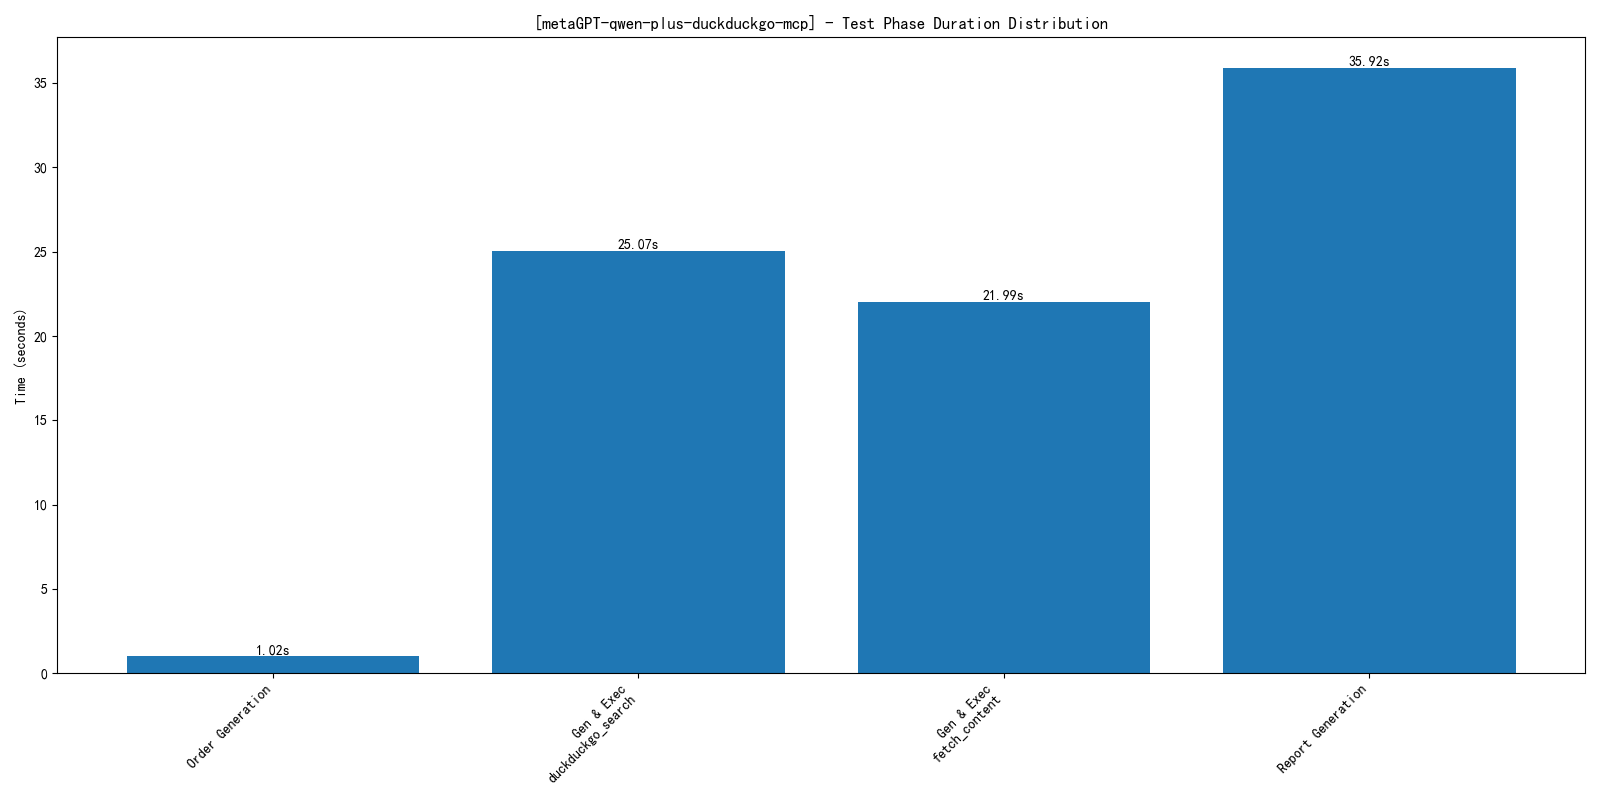 [metaGPT-qwen-plus-duckduckgo-mcp] - Test Phase Duration Distribution
Time (seconds)
35
30
25
20
15
10
5
0
1.02s
25.07s
21.99s
35.92s
Order Generation
Gen & Exec
duckduckgo_search
Gen & Exec
fetch_content
Report Generation